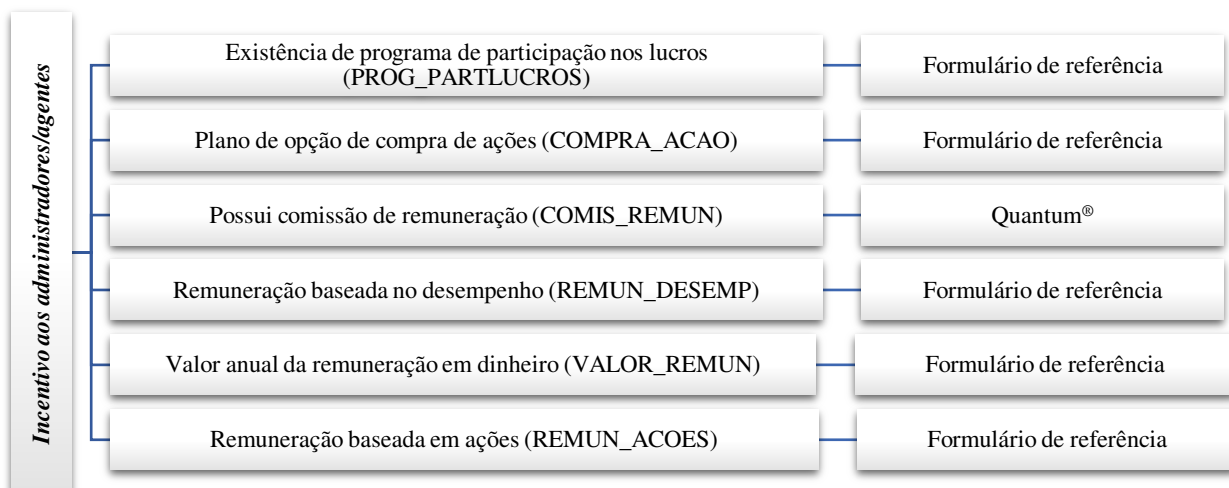 Incentivo aos administradores/agentes
Existência de programa de participação nos lucros
(PROG_PARTLUCROS)
Formulário de referência
Plano de opção de compra de ações (COMPRA_ACAO)
Formulário de referência
Possui comissão de remuneração (COMIS_REMUN)
Quantum®
Remuneração baseada no desempenho (REMUN_DESEMP)
Formulário de referência
Valor anual da remuneração em dinheiro (VALOR_REMUN)
Formulário de referência
Remuneração baseada em ações (REMUN_ACOES)
Formulário de referência